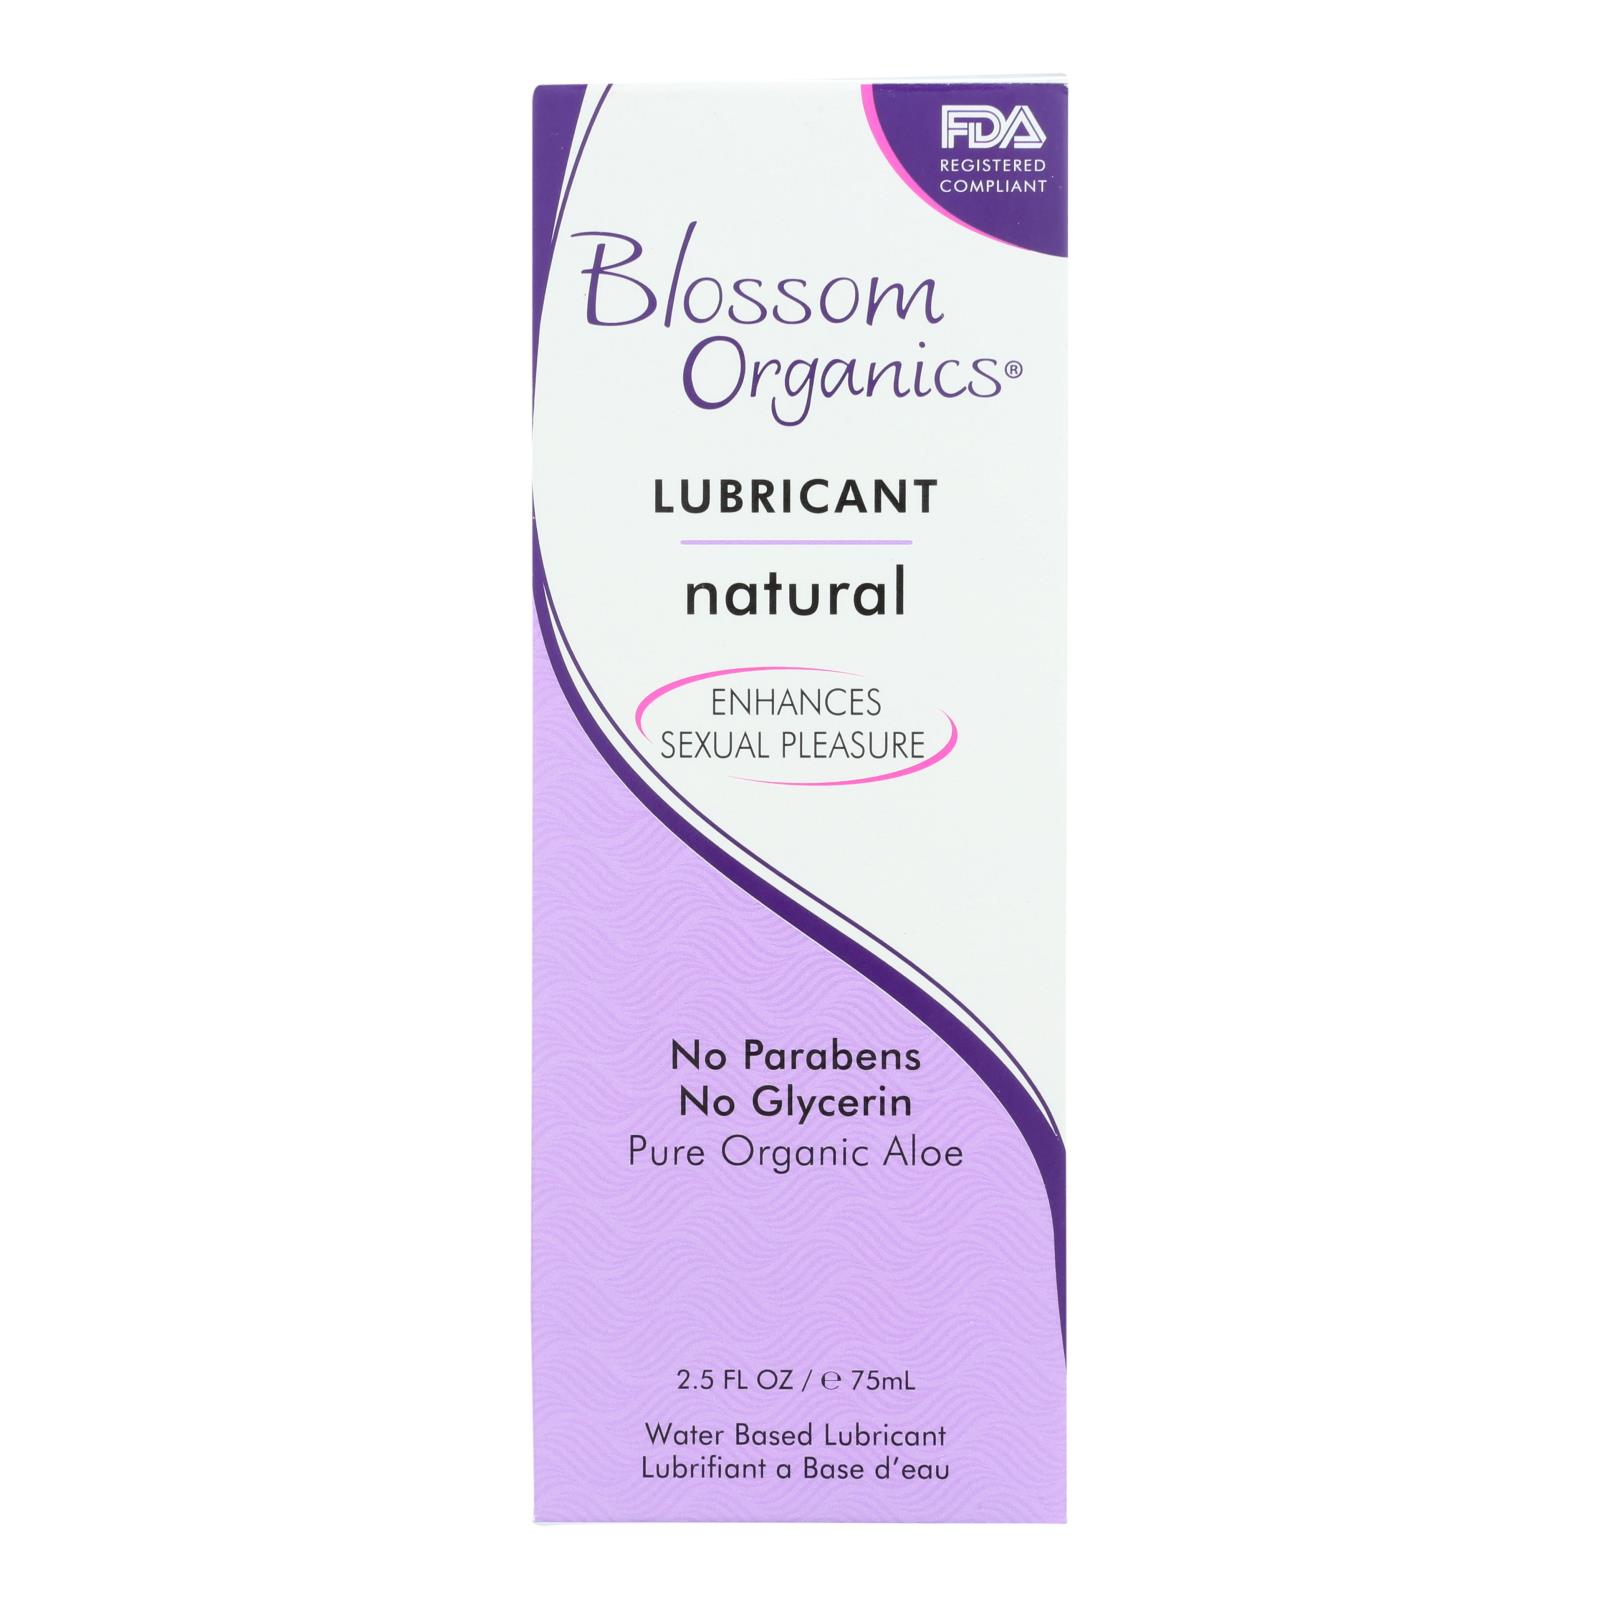 FDA
REGISTERED
COMPLIANT
Blossom
Organics®
LUBRICANT
natural
ENHANCES
SEXUAL PLEASURE
No Parabens
No Glycerin
Pure Organic Aloe
2.5 FL OZ / ℮ 75mL
Water Based Lubricant
Lubrifiant a Base d'eau